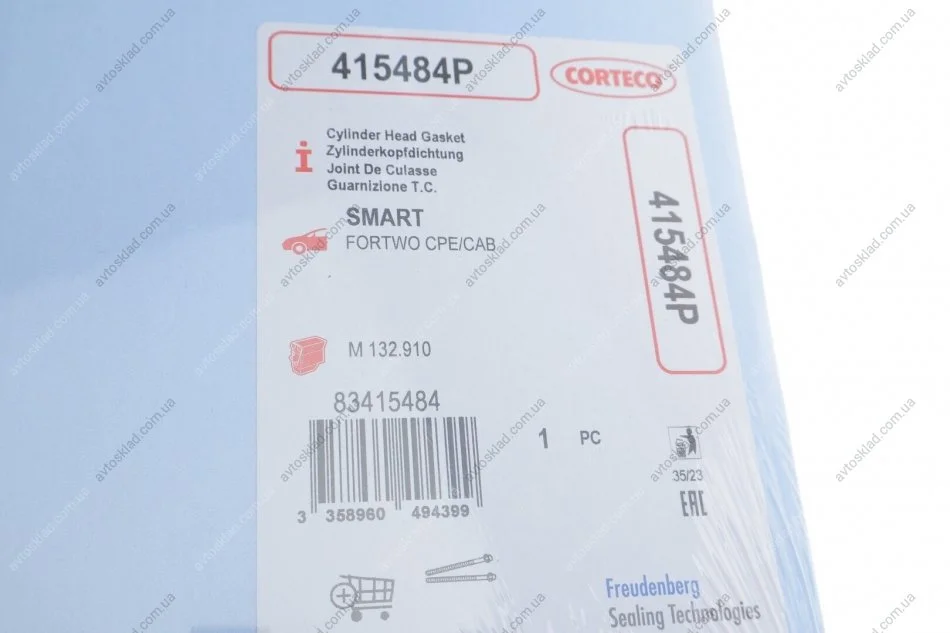 415484P
CORTECO
Cylinder Head Gasket
Zylinderkopfdichtung
Joint De Culasse
Guarnizione T.C.
SMART
FORTWO CPE/CAB
415484P
M 132.910
83415484
1 PC
3 358960 494399
35/23
EAC
Freudenberg
Sealing Technologies
avtosklad.com.ua